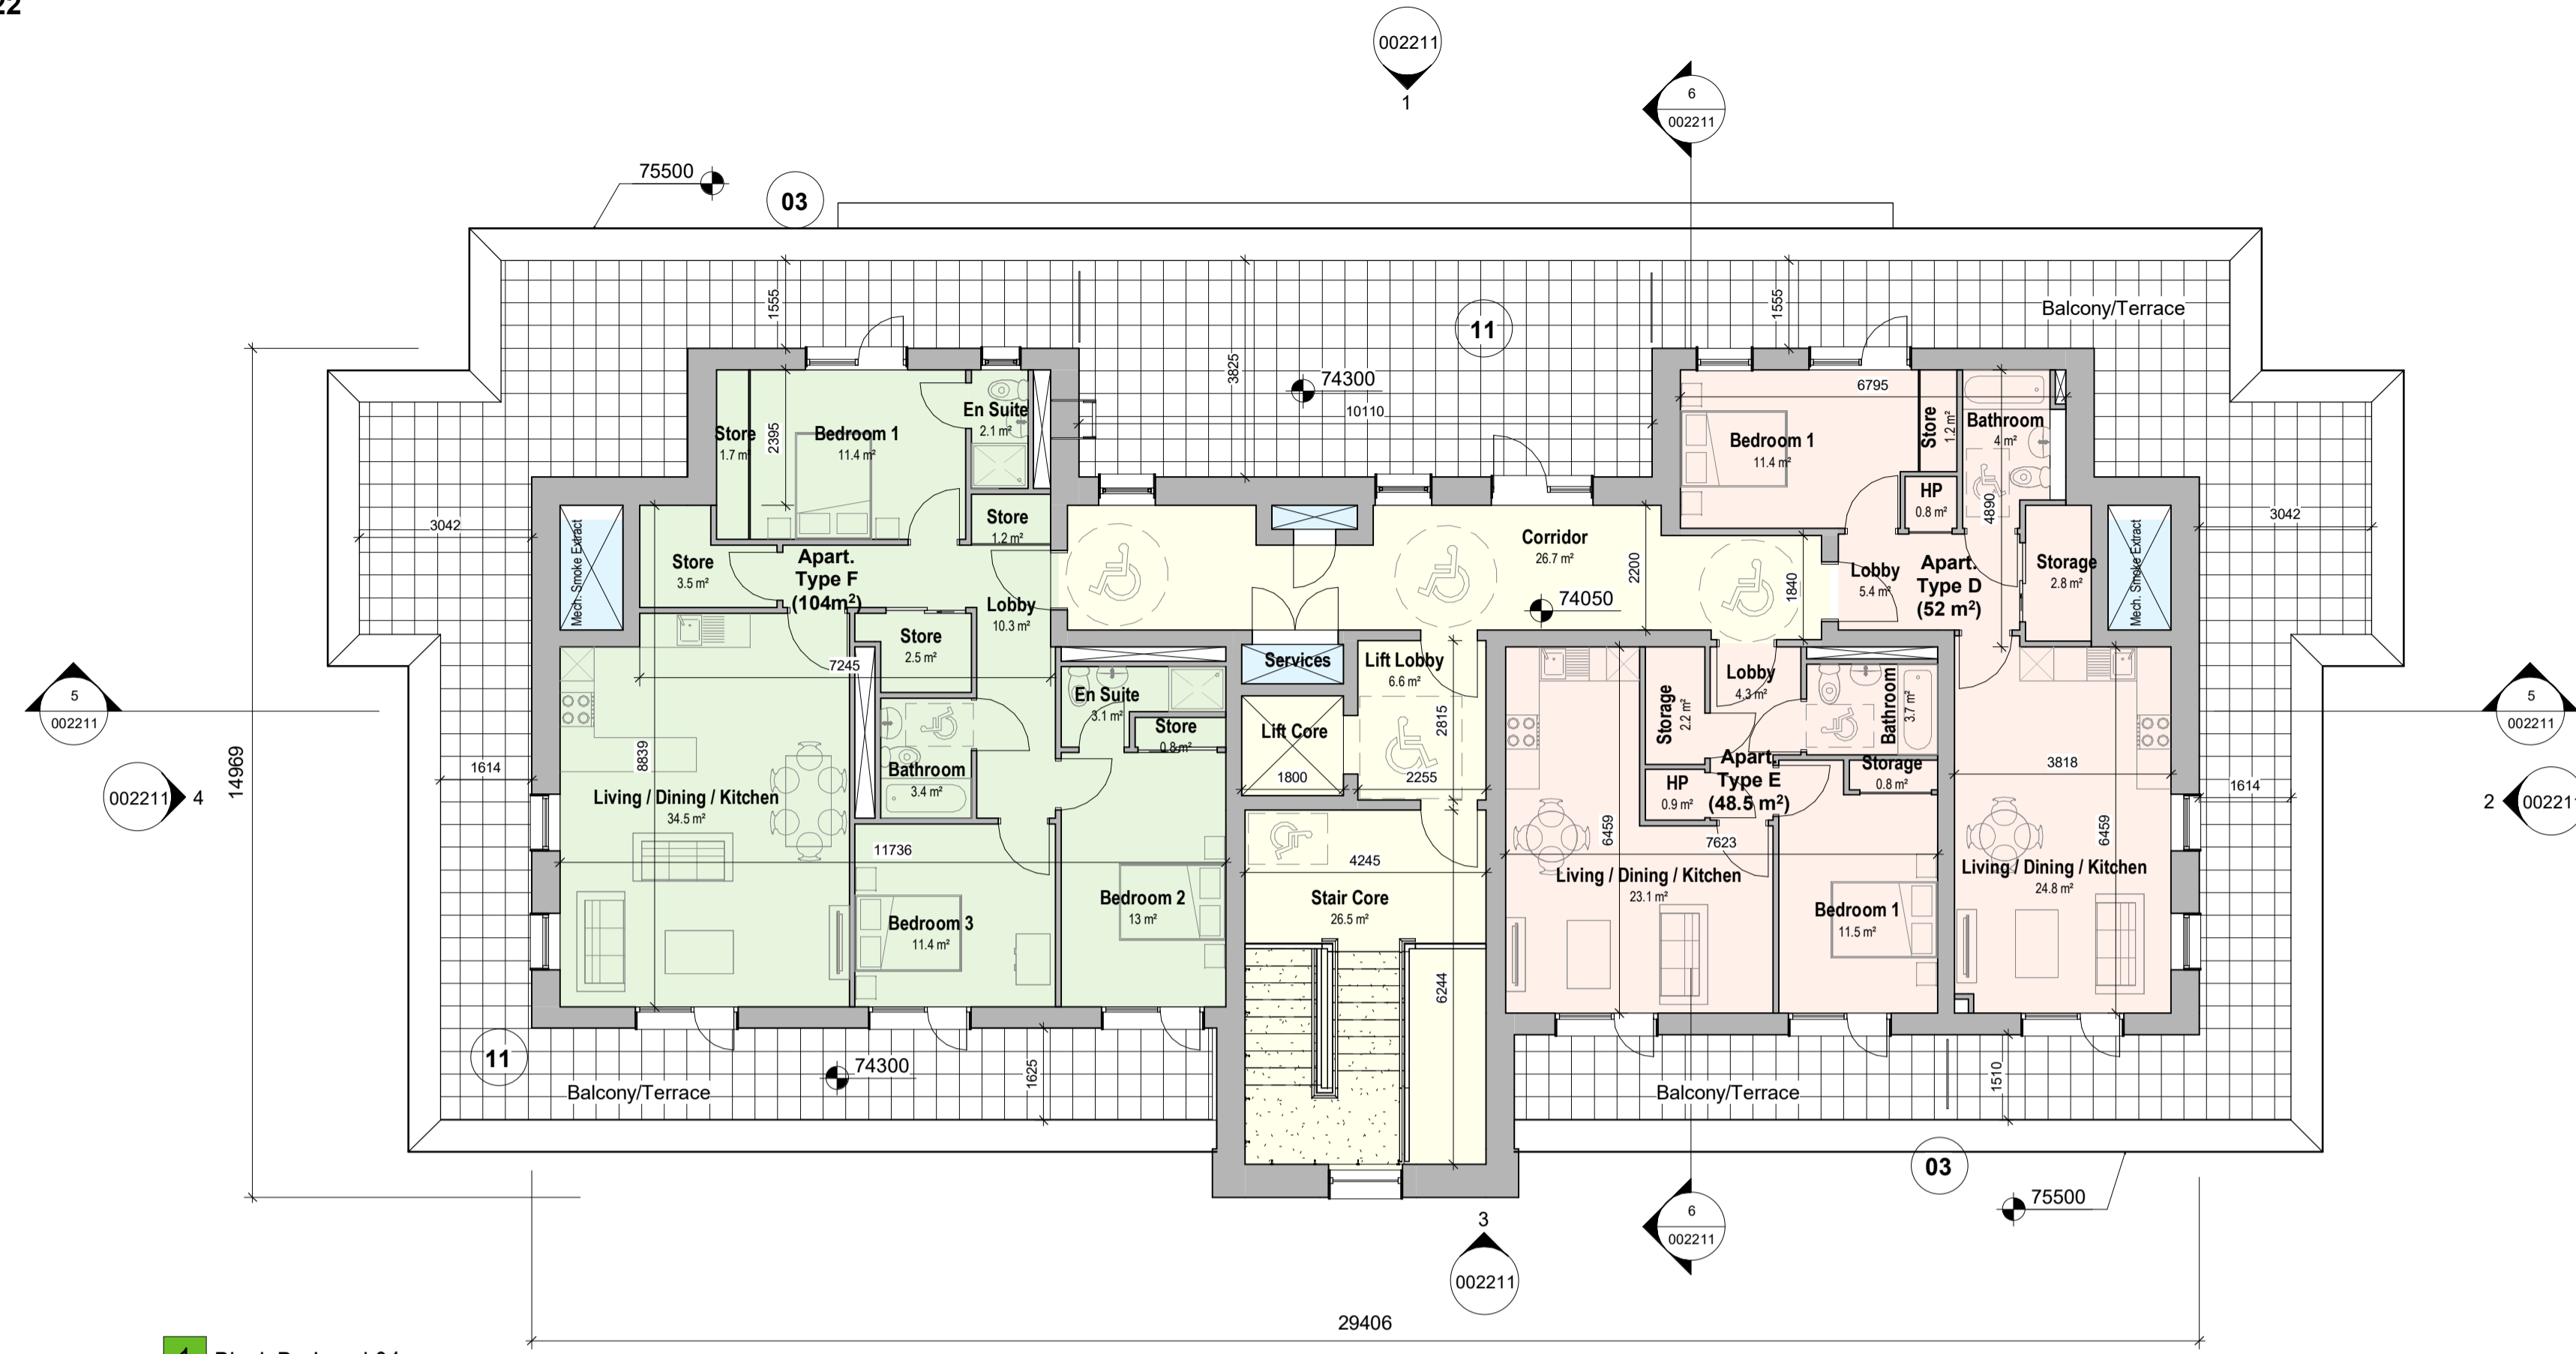 22
002211
1
6
002211
75500
03
1555
3825
11
74300
10110
1555
Balcony/Terrace
3042
Mech. Smoke Extract
Store
1.7 m²
2395
Bedroom 1
11.4 m²
En Suite
2.1 m²
Store
1.2 m²
Store
3.5 m²
Apart.
Type F
(104m²)
Lobby
10.3 m²
Store
2.5 m²
7245
Corridor
26.7 m²
2200
1840
74050
6795
Bedroom 1
11.4 m²
Store
1.2 m²
Bathroom
4 m²
HP
0.8 m²
4890
Lobby
5.4 m²
Apart.
Type D
(52 m²)
Storage
2.8 m²
Mech. Smoke Extract
3042
5
002211
002211
4
14969
1614
8839
Living / Dining / Kitchen
34.5 m²
Bathroom
3.4 m²
En Suite
3.1 m²
Store
0.8 m²
11736
Bedroom 3
11.4 m²
Bedroom 2
13 m²
Services
Lift Lobby
6.6 m²
Lift Core
2815
1800
2255
4245
Stair Core
26.5 m²
6244
Storage
2.2 m²
Lobby
4.3 m²
Bathroom
3.7 m²
HP
0.9 m²
Apart.
Type E
(48.5 m²)
Storage
0.8 m²
6459
7623
Living / Dining / Kitchen
23.1 m²
Bedroom 1
11.5 m²
3818
6459
Living / Dining / Kitchen
24.8 m²
1614
5
002211
2
00221
11
Balcony/Terrace
74300
1625
Balcony/Terrace
1510
03
75500
3
002211
6
002211
29406
1